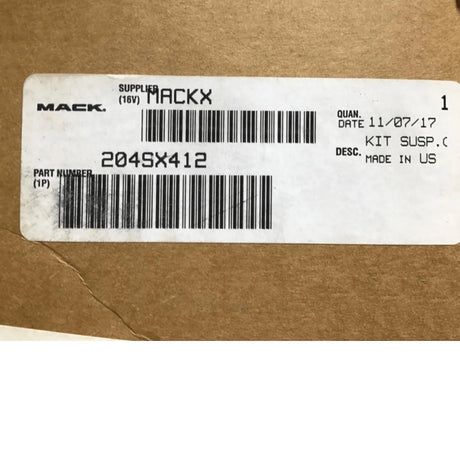 MACK.
SUPPLIER
(16V) MACKX
1
QUAN.
DATE 11/07/17
KIT SUSP.C
DESC. MADE IN US
204SX412
PART NUMBER
(1P)